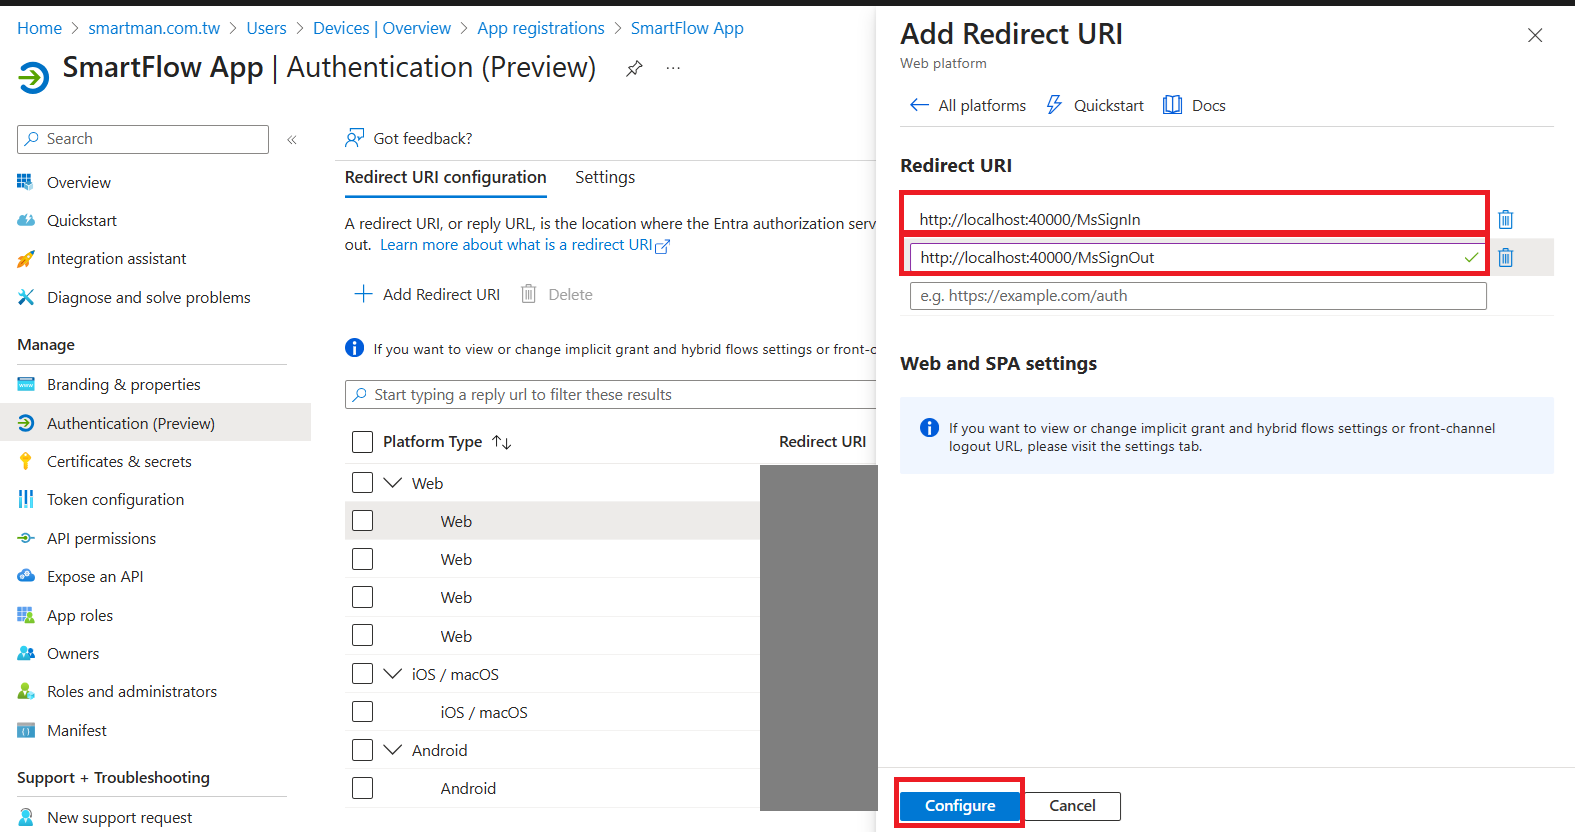 Home > smartman.com.tw > Users > Devices | Overview > App registrations > SmartFlow App
SmartFlow App | Authentication (Preview)
Search
Overview
Quickstart
Integration assistant
Diagnose and solve problems
Manage
Branding & properties
Authentication (Preview)
Certificates & secrets
Token configuration
API permissions
Expose an API
App roles
Owners
Roles and administrators
Manifest
Support + Troubleshooting
New support request
Got feedback?
Redirect URI configuration Settings
A redirect URI, or reply URL, is the location where the Entra authorization serv
out. Learn more about what is a redirect URI
Add Redirect URI Delete
If you want to view or change implicit grant and hybrid flows settings or front-c
Start typing a reply url to filter these results
Platform Type Redirect URI
Web
Web
Web
Web
Web
iOS / macOS
iOS / macOS
Android
Android
Add Redirect URI
Web platform
All platforms Quickstart Docs
Redirect URI
http://localhost:40000/MsSignIn
http://localhost:40000/MsSignOut
e.g. https://example.com/auth
Web and SPA settings
If you want to view or change implicit grant and hybrid flows settings or front-channel
logout URL, please visit the settings tab.
Configure Cancel